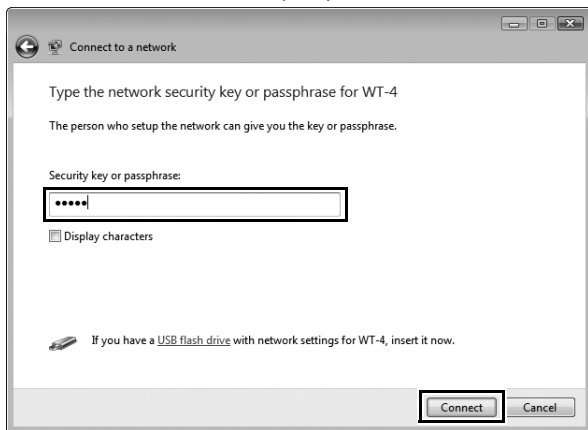 Connect to a network
Type the network security key or passphrase for WT-4
The person who setup the network can give you the key or passphrase.
Security key or passphrase:
•••••
Display characters
If you have a USB flash drive with network settings for WT-4, insert it now.
Connect Cancel